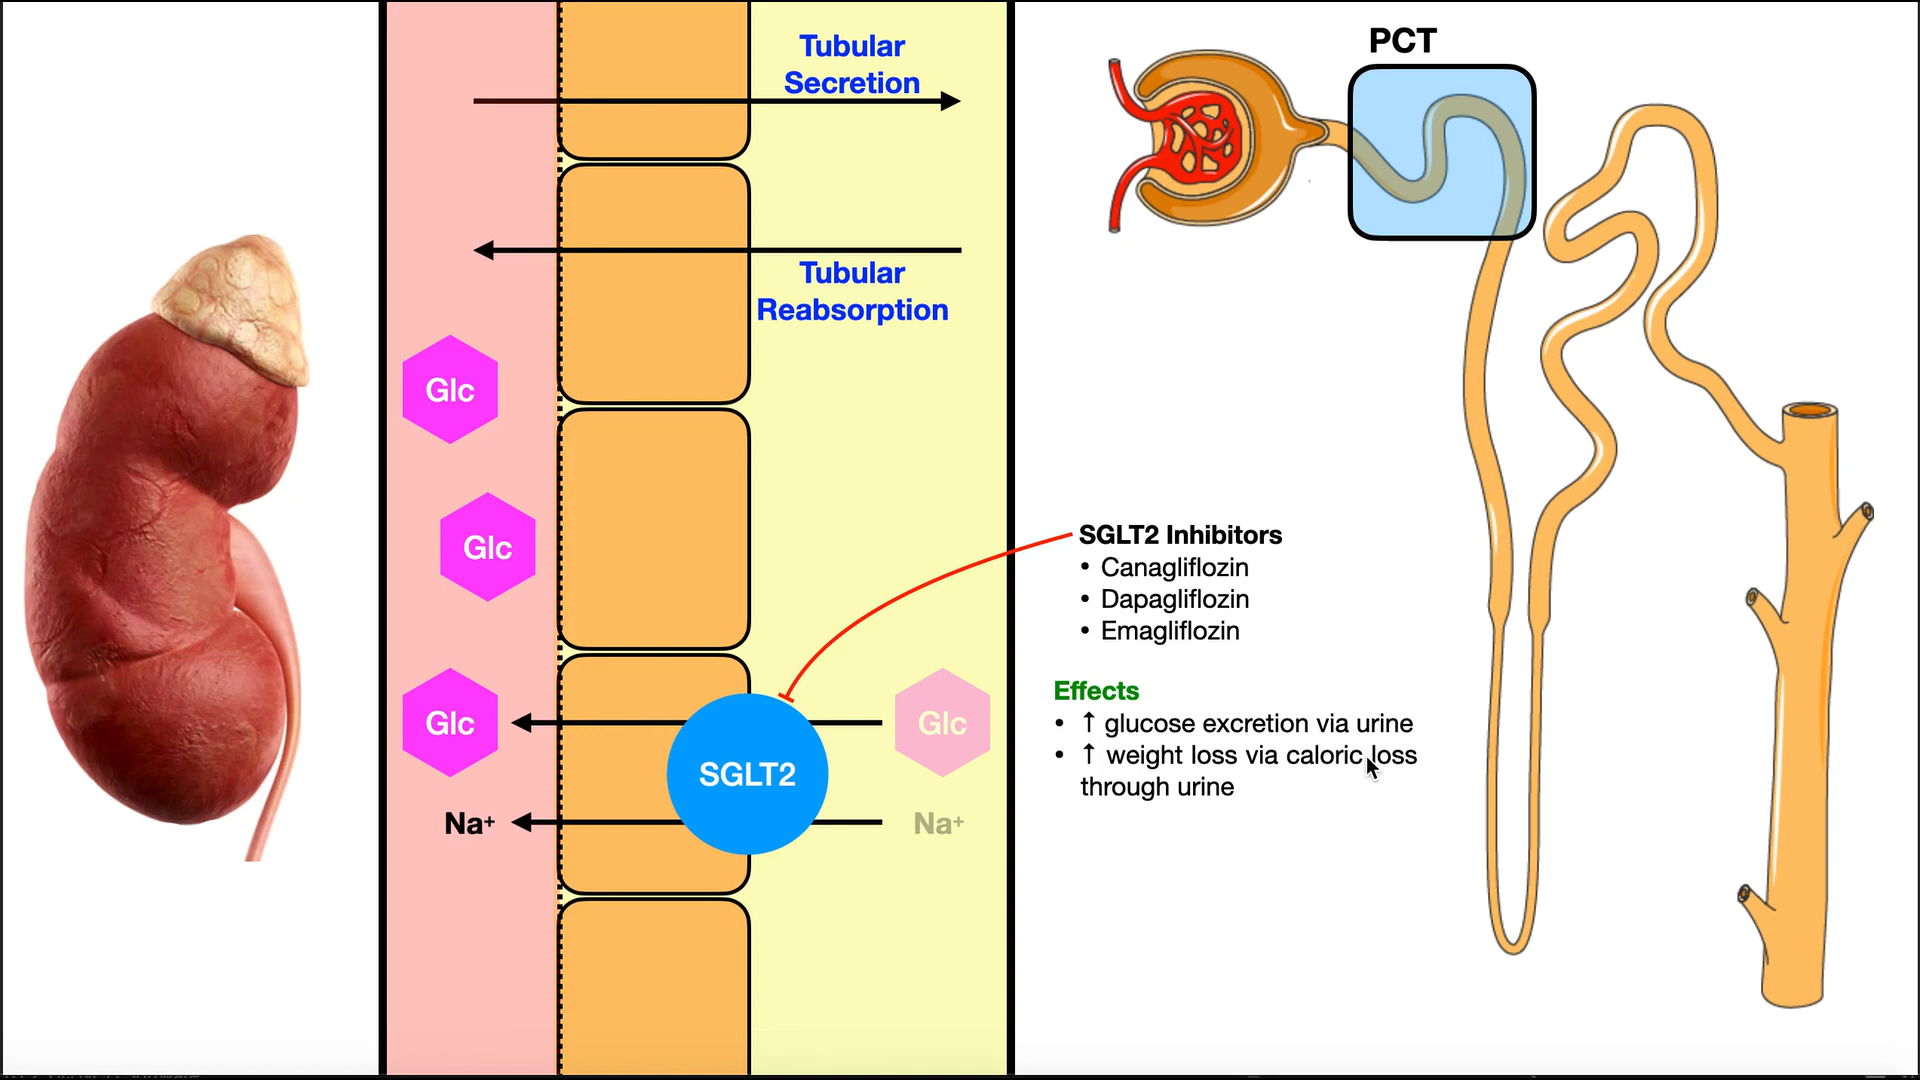 Tubular
Secretion
Tubular
Reabsorption
Glc
Glc
Glc
Glc
SGLT2
Na+
Na+
PCT
SGLT2 Inhibitors
• Canagliflozin
• Dapagliflozin
• Emagliflozin
Effects
• ↑ glucose excretion via urine
• ↑ weight loss via caloric loss
through urine